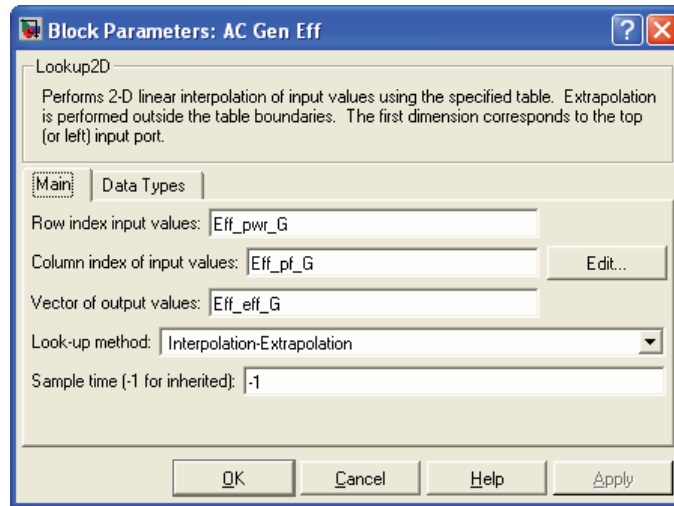 Block Parameters: AC Gen Eff
Lookup2D
Performs 2-D linear interpolation of input values using the specified table. Extrapolation
is performed outside the table boundaries. The first dimension corresponds to the top
(or left) input port.
Main Data Types
Row index input values: Eff_pwr_G
Column index of input values: Eff_pf_G Edit...
Vector of output values: Eff_eff_G
Look-up method: Interpolation-Extrapolation
Sample time (-1 for inherited): -1
OK Cancel Help Apply